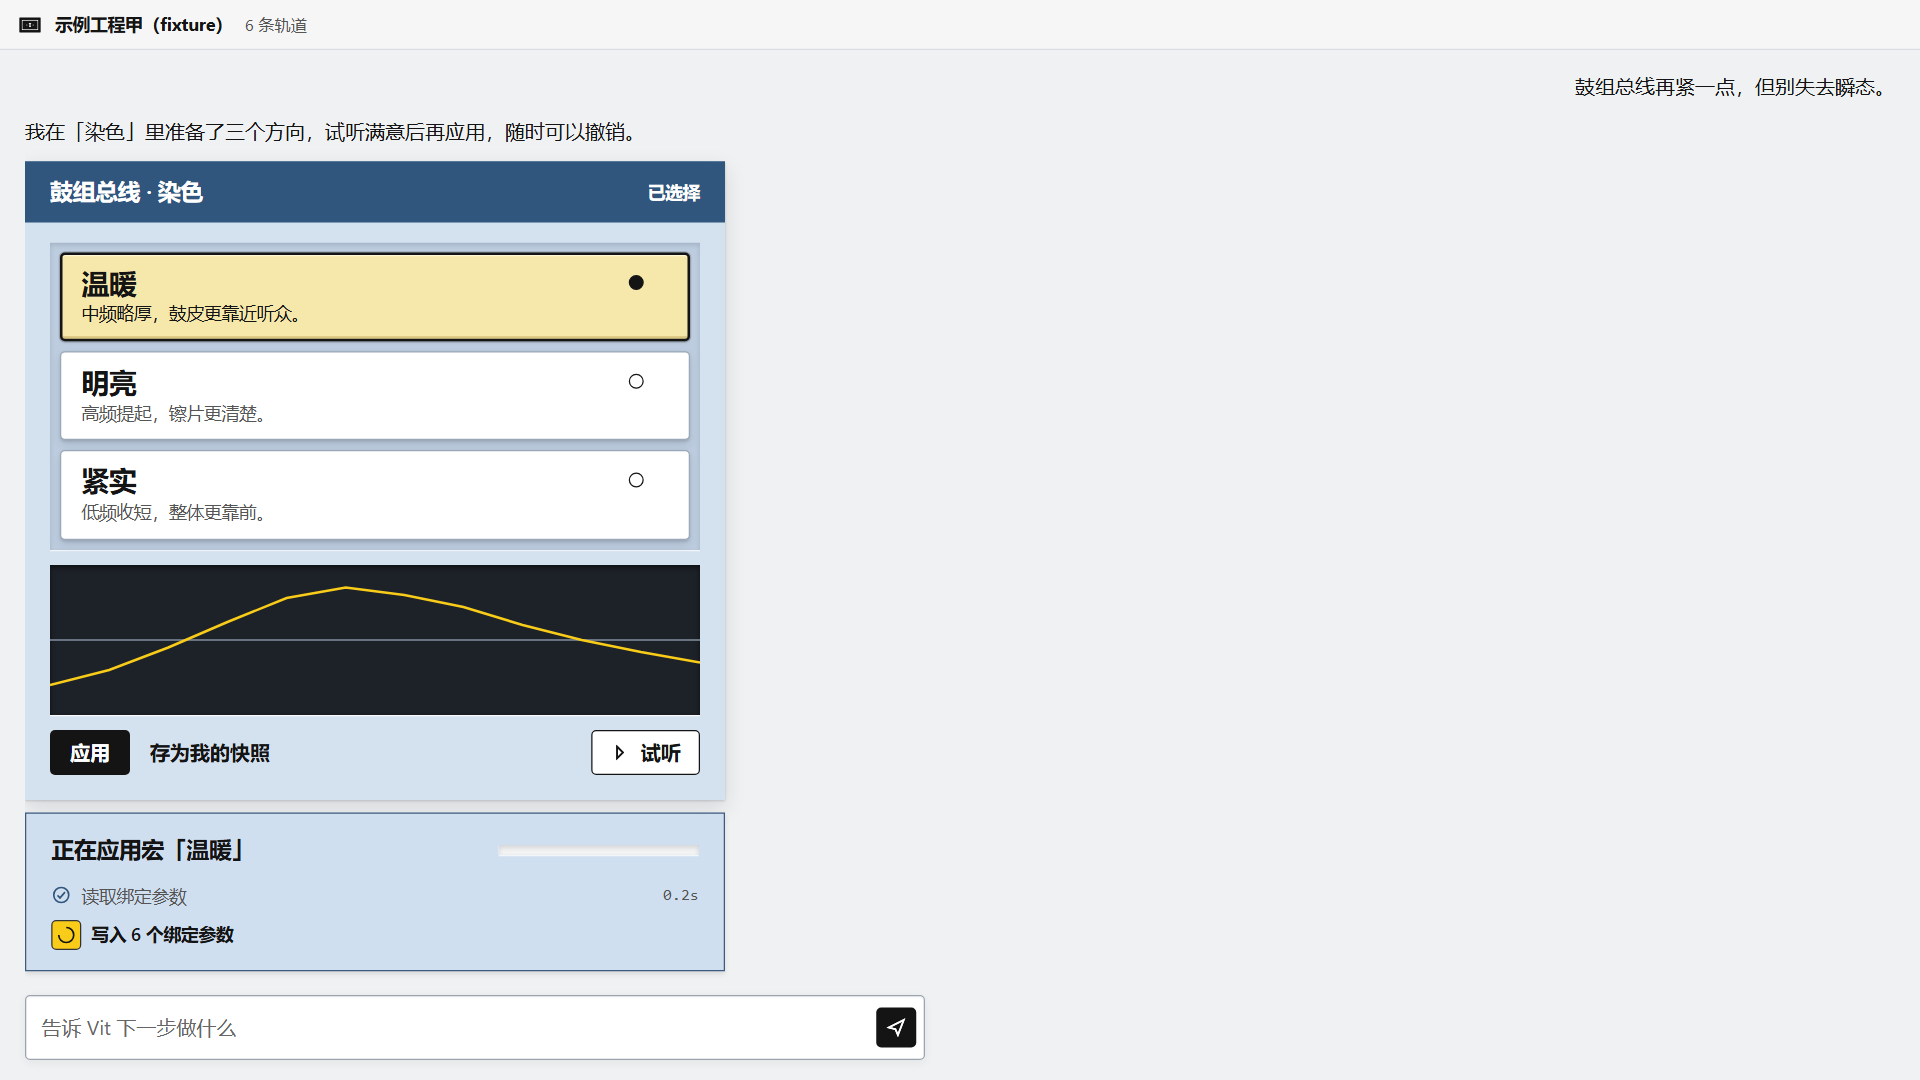 示例工程甲（fixture） 6 条轨道
鼓组总线再紧一点，但别失去瞬态。
我在「染色」里准备了三个方向，试听满意后再应用，随时可以撤销。
鼓组总线 · 染色 已选择
温暖
中频略厚，鼓皮更靠近听众。
明亮
高频提起，镲片更清楚。
紧实
低频收短，整体更靠前。
应用 存为我的快照 试听
正在应用宏「温暖」
读取绑定参数 0.2s
写入 6 个绑定参数
告诉 Vit 下一步做什么